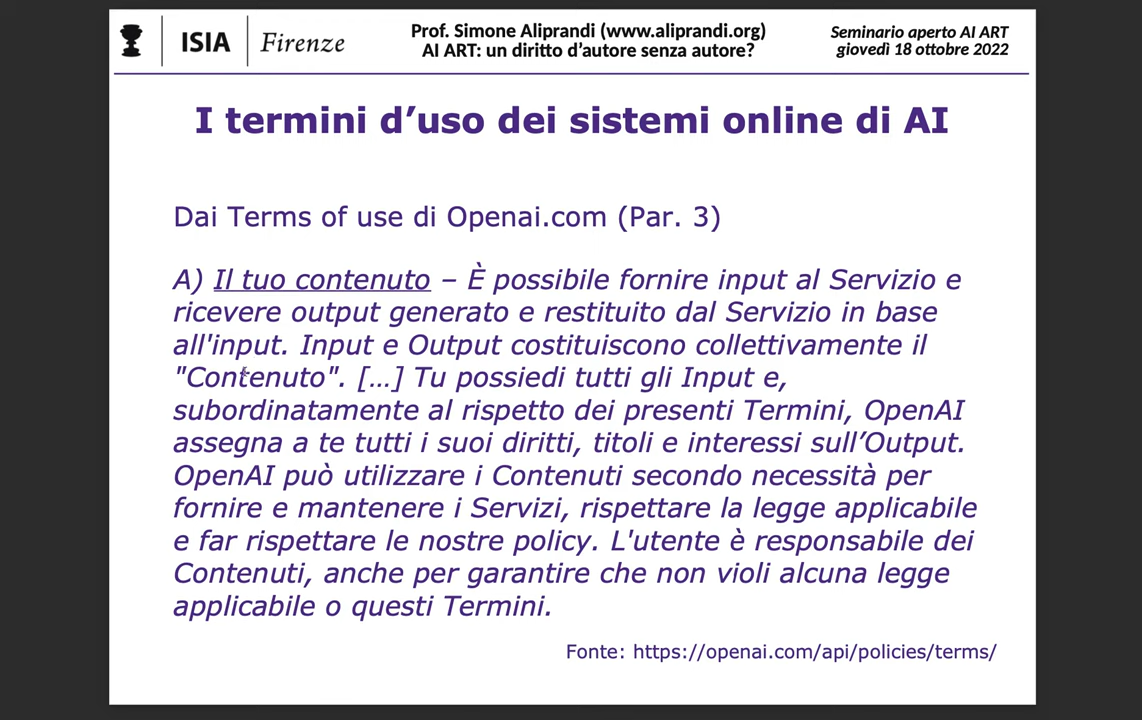 ISIA Firenze
Prof. Simone Aliprandi (www.aliprandi.org)
AI ART: un diritto d’autore senza autore?
Seminario aperto AI ART
giovedì 18 ottobre 2022
I termini d’uso dei sistemi online di AI
Dai Terms of use di Openai.com (Par. 3)
A) Il tuo contenuto – È possibile fornire input al Servizio e
ricevere output generato e restituito dal Servizio in base
all'input. Input e Output costituiscono collettivamente il
"Contenuto". […] Tu possiedi tutti gli Input e,
subordinatamente al rispetto dei presenti Termini, OpenAI
assegna a te tutti i suoi diritti, titoli e interessi sull’Output.
OpenAI può utilizzare i Contenuti secondo necessità per
fornire e mantenere i Servizi, rispettare la legge applicabile
e far rispettare le nostre policy. L'utente è responsabile dei
Contenuti, anche per garantire che non violi alcuna legge
applicabile o questi Termini.
Fonte: https://openai.com/api/policies/terms/